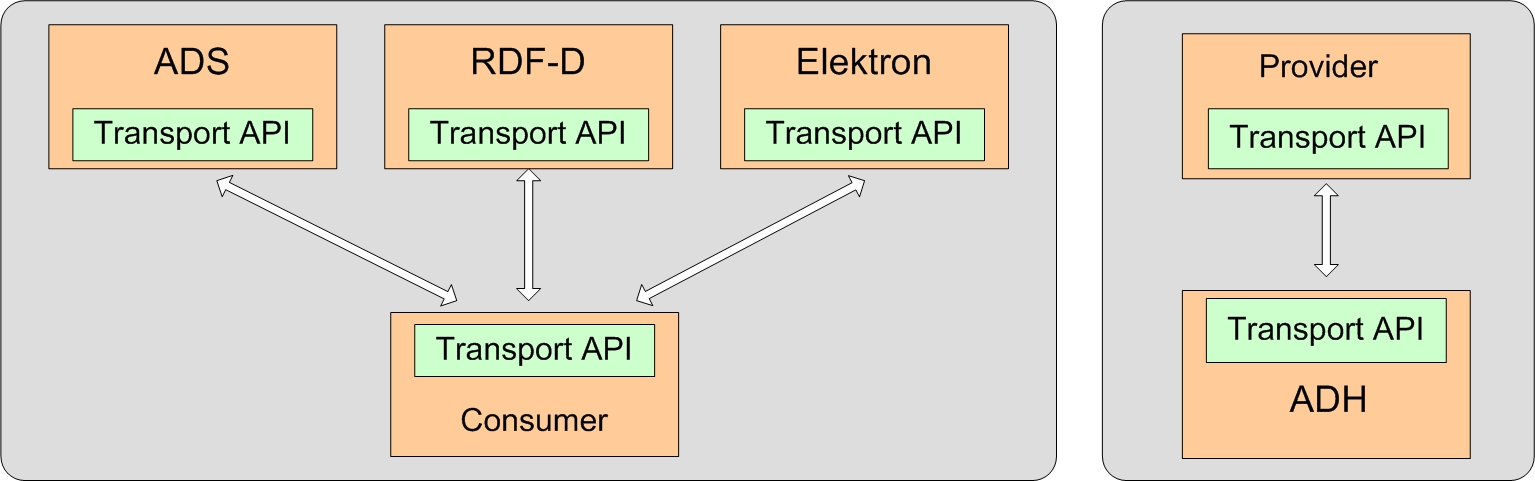 ADS
Transport API
RDF-D
Transport API
Elektron
Transport API
Transport API
Consumer
Provider
Transport API
Transport API
ADH